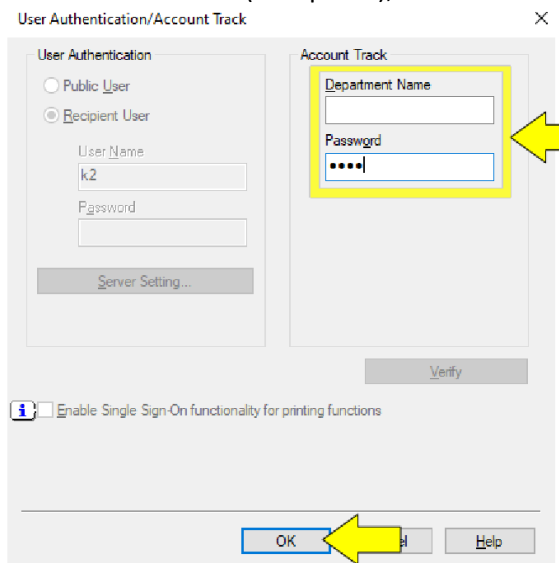 User Authentication/Account Track
User Authentication
Public User
Recipient User
User Name
k2
Password
Server Setting...
Account Track
Department Name
Password
••••
Verify
Enable Single Sign-On functionality for printing functions
OK
Help